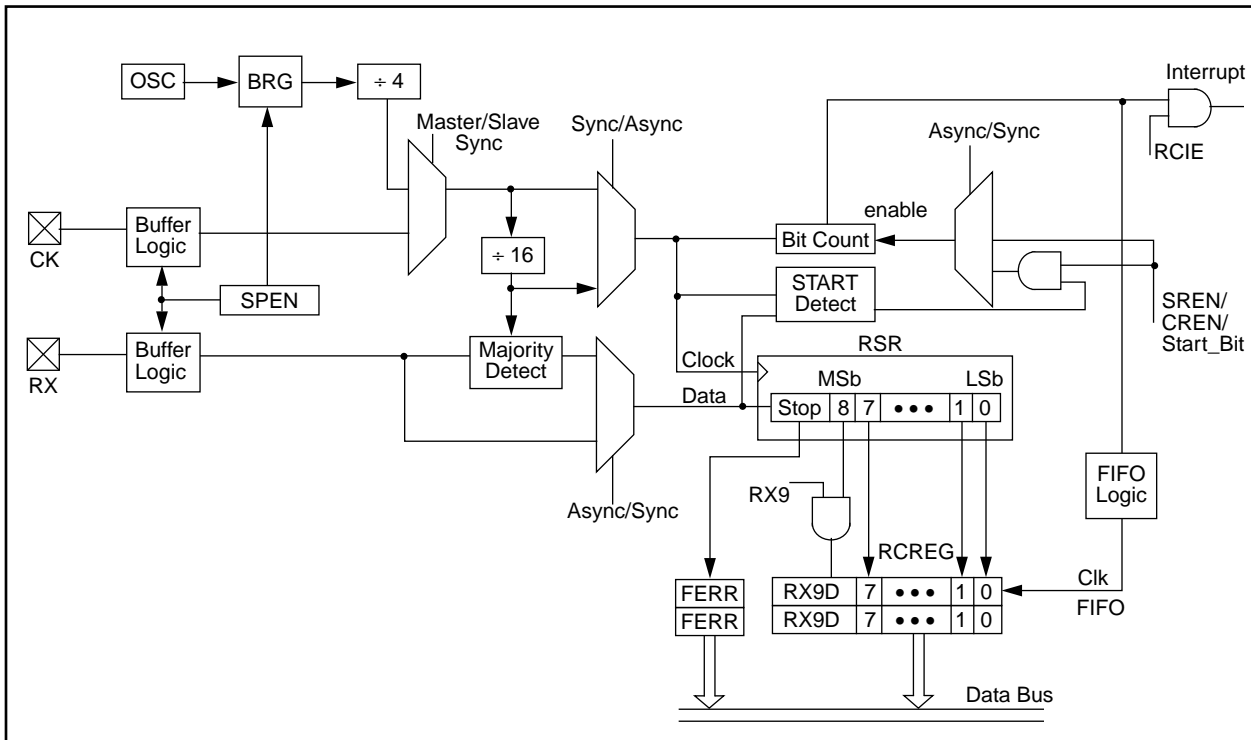 OSC
BRG
÷ 4
Interrupt
Master/Slave
Sync
Sync/Async
Async/Sync
RCIE
CK
Buffer
Logic
÷ 16
enable
Bit Count
SPEN
START
Detect
SREN/
CREN/
Start_Bit
RX
Buffer
Logic
Majority
Detect
Clock
RSR
MSb
LSb
Data
Stop 8 7 ••• 1 0
Async/Sync
RX9
FIFO
Logic
RCREG
Clk
FIFO
FERR
RX9D 7 ••• 1 0
FERR
RX9D 7 ••• 1 0
Data Bus